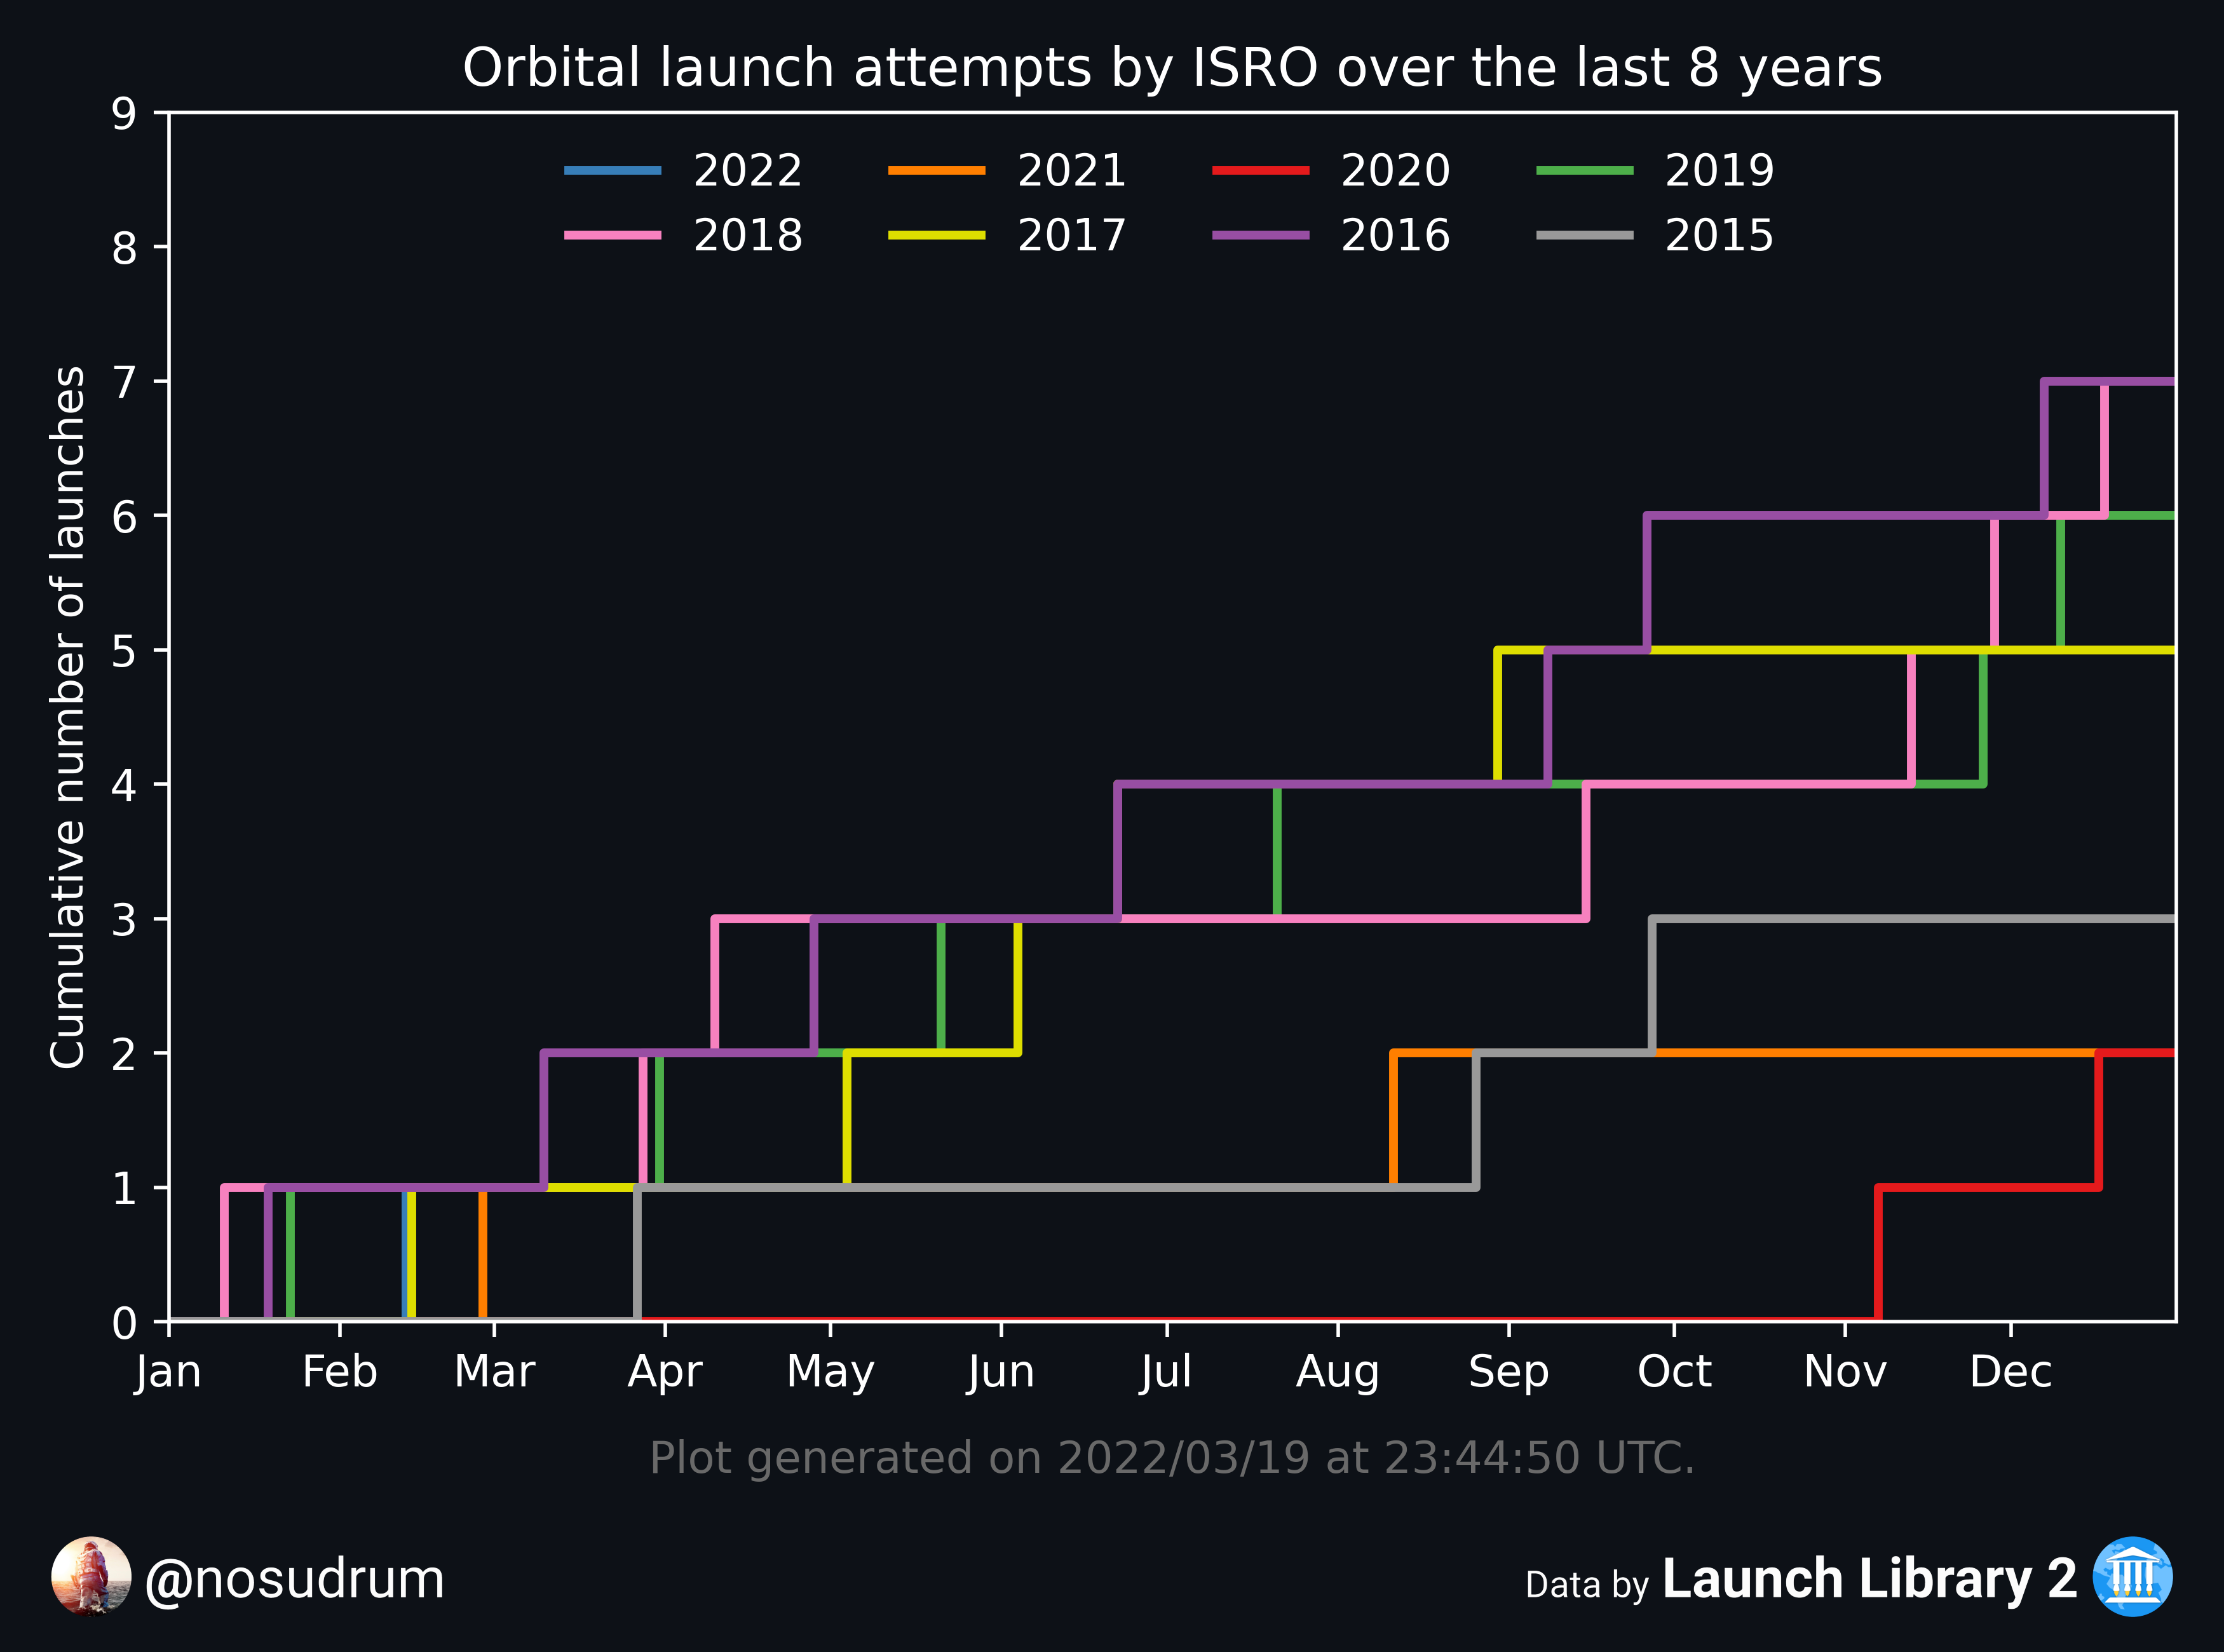 Orbital launch attempts by ISRO over the last 8 years
9
2022 2021 2020 2019
2018 2017 2016 2015
8
7
6
5
4
3
2
1
0
Cumulative number of launches
Jan Feb Mar Apr May Jun Jul Aug Sep Oct Nov Dec
Plot generated on 2022/03/19 at 23:44:50 UTC.
@nosudrum
Data by Launch Library 2